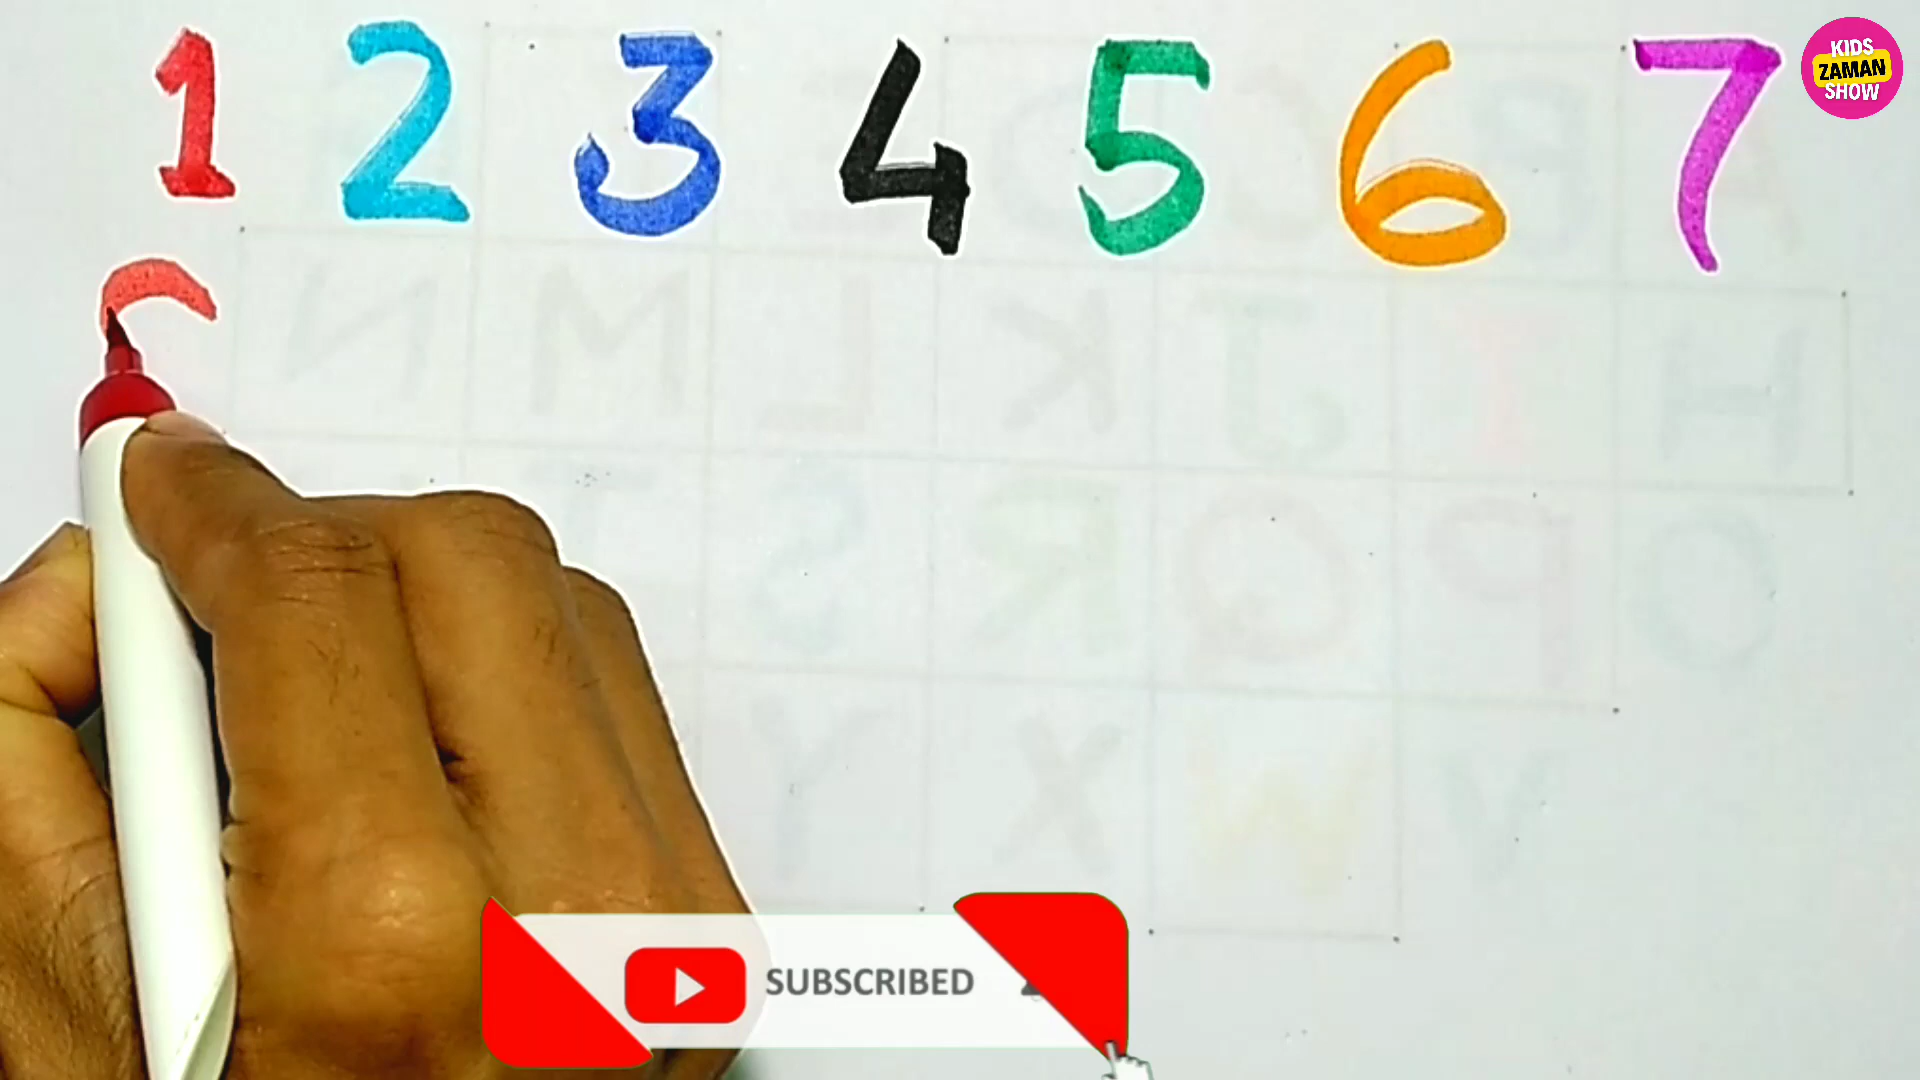 1 2 3 4 5 6 7
KIDS
ZAMAN
SHOW
N M L K J I H
T S R Q P O
Y X W V
SUBSCRIBED